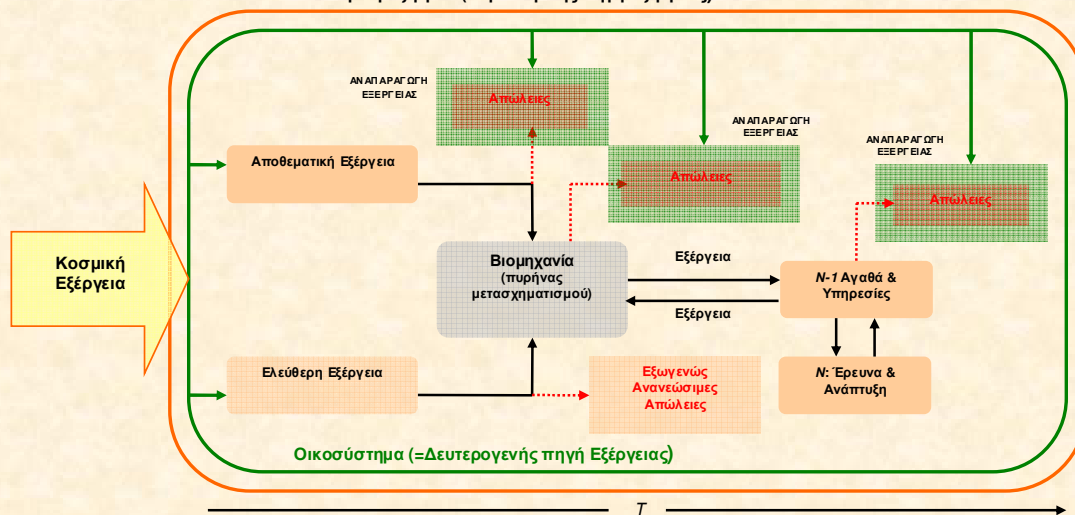 ΑΝΑΠΑΡΑΓΩΓΗ
ΕΞΕΡΓΕΙΑΣ
Απώλειες
ΑΝΑΠΑΡΑΓΩΓΗ
ΕΞΕΡΓΕΙΑΣ
ΑΝΑΠΑΡΑΓΩΓΗ
ΕΞΕΡΓΕΙΑΣ
Αποθεματική Εξέργεια
Απώλειες
Απώλειες
Κοσμική
Εξέργεια
Βιομηχανία
(πυρήνας
μετασχηματισμού)
Εξέργεια
Εξέργεια
N-1 Αγαθά &
Υπηρεσίες
Ελεύθερη Εξέργεια
Εξωγενώς
Ανανεώσιμες
Απώλειες
N: Έρευνα &
Ανάπτυξη
Οικοσύστημα (=Δευτερογενής πηγή Εξέργειας)
T